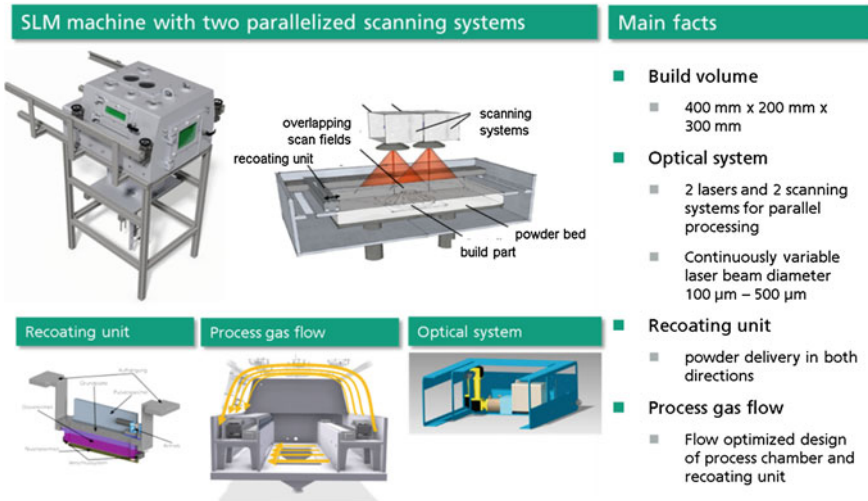 SLM machine with two parallelized scanning systems
overlapping
scan fields
recoating unit
scanning
systems
powder bed
build part
Recoating unit
Process gas flow
Optical system
Aufhängung
Grundplatte
Antrieb
Main facts
Build volume
400 mm x 200 mm x
300 mm
Optical system
2 lasers and 2 scanning
systems for parallel
processing
Continuously variable
laser beam diameter
100 µm – 500 µm
Recoating unit
powder delivery in both
directions
Process gas flow
Flow optimized design
of process chamber and
recoating unit